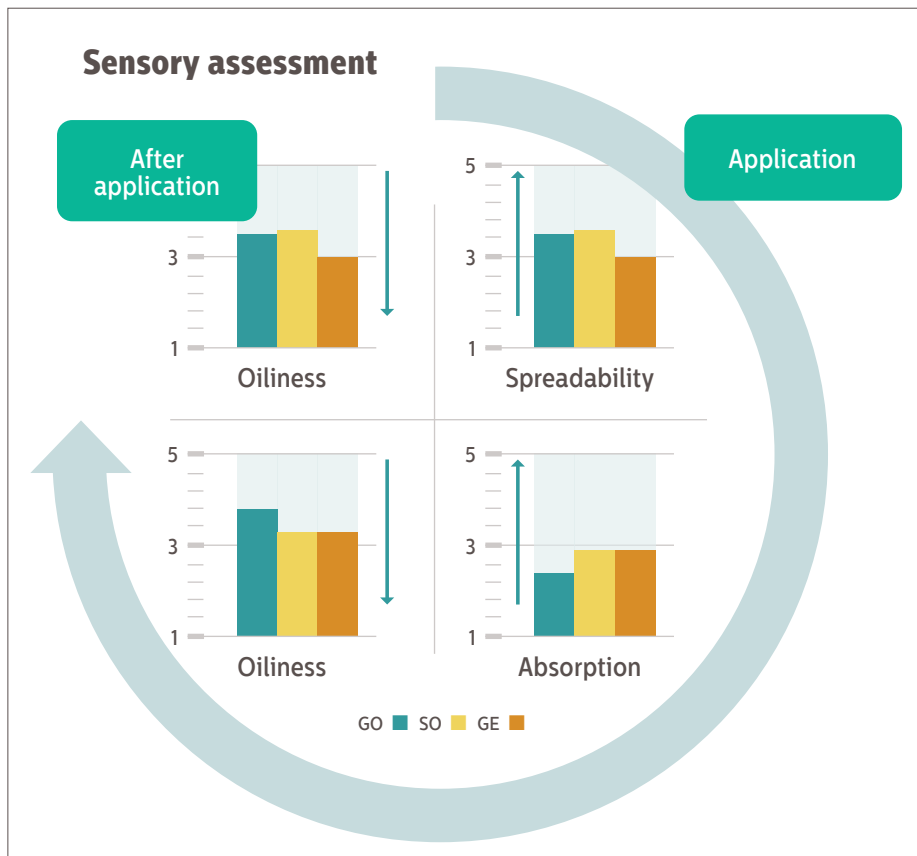 Sensory assessment
After
application
Application
3
1
Oiliness
5
3
1
Spreadability
5
3
1
Oiliness
5
3
1
Absorption
GO SO GE